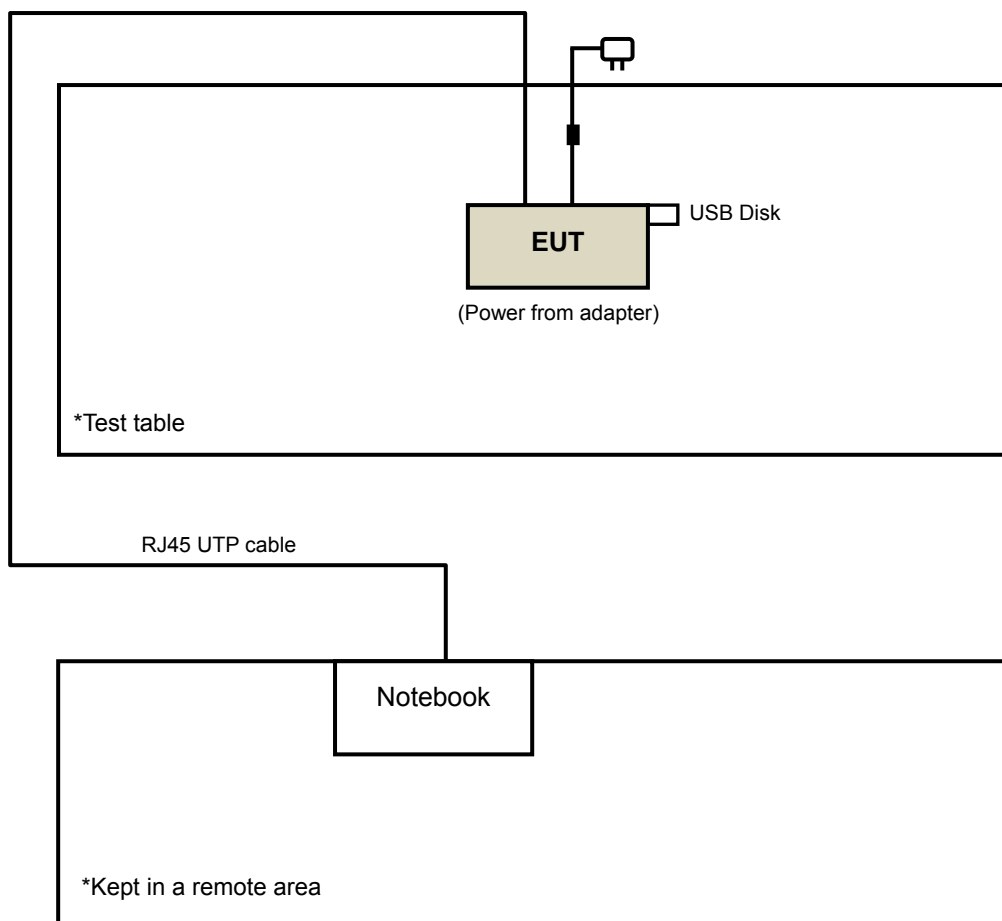 USB Disk
EUT
(Power from adapter)
*Test table
RJ45 UTP cable
Notebook
*Kept in a remote area